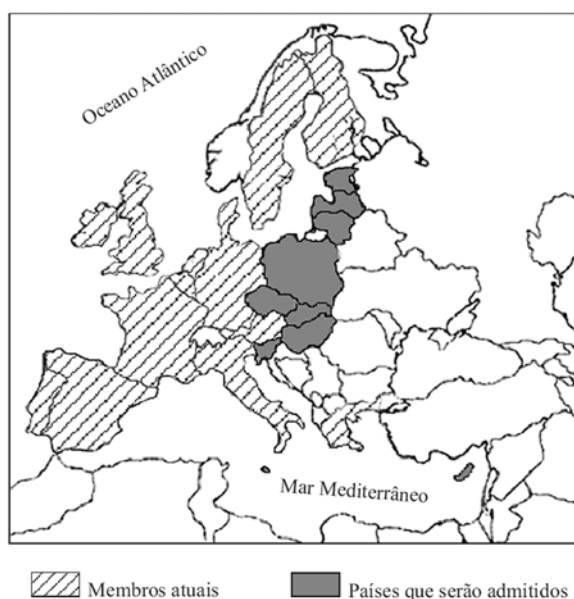 Oceano Atlântico
Mar Mediterrâneo
Membros atuais
Países que serão admitidos